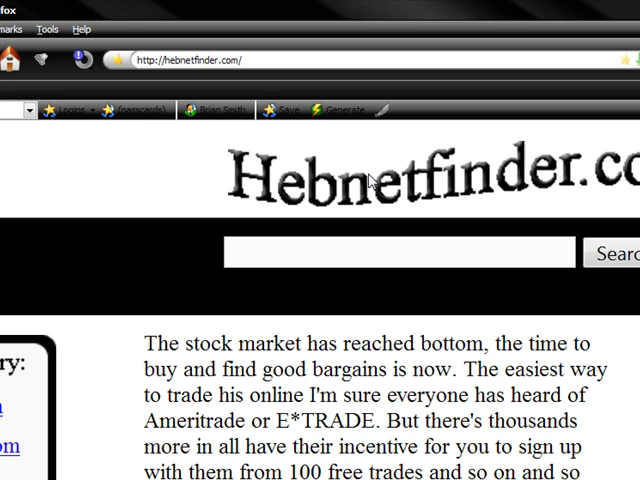 fox
marks Tools Help
http://hebnetfinder.com/
Logins (passcards) Brian Smith Save Generate
Hebnetfinder.co
Searc
ry:
om
The stock market has reached bottom, the time to
buy and find good bargains is now. The easiest way
to trade his online I'm sure everyone has heard of
Ameritrade or E*TRADE. But there's thousands
more in all have their incentive for you to sign up
with them from 100 free trades and so on and so